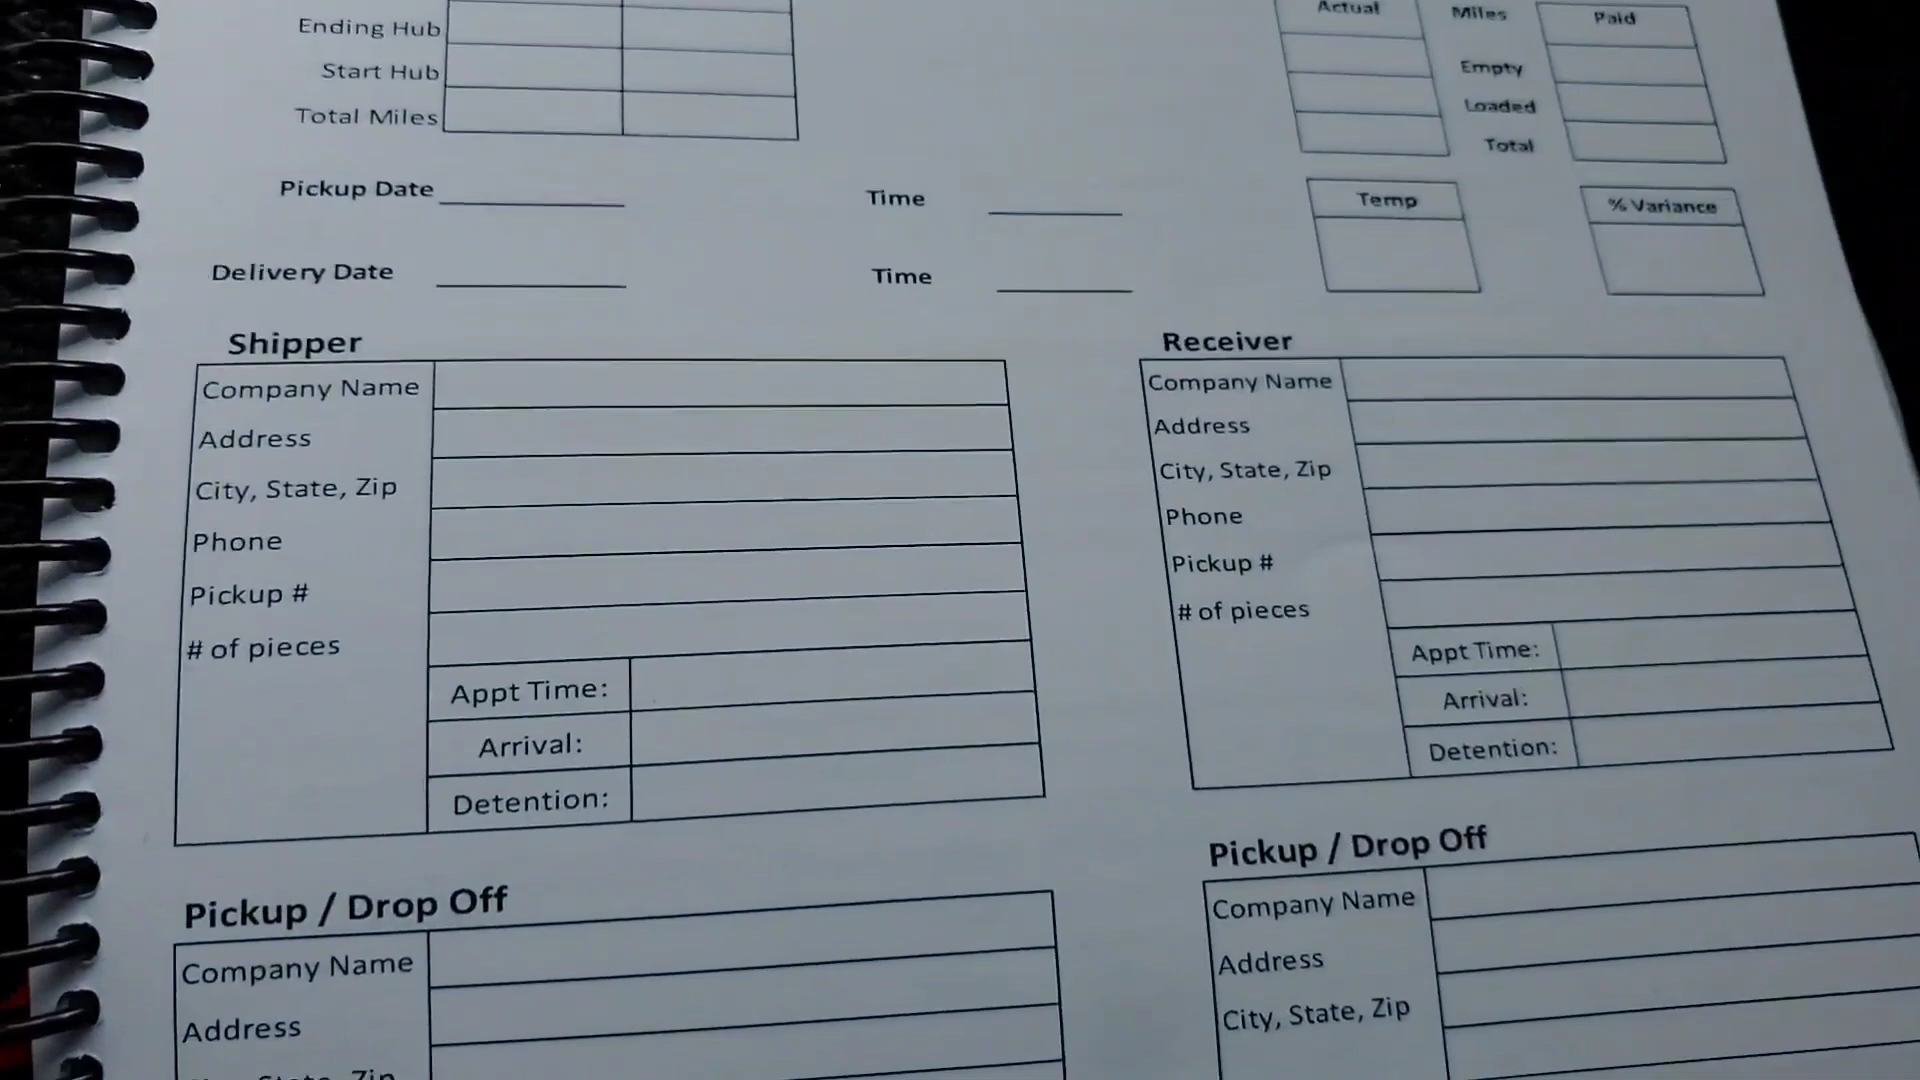 Ending Hub
Start Hub
Total Miles
Actual Miles Paid
Empty
Loaded
Total
Pickup Date Time
Temp % Variance
Delivery Date Time
Shipper
Company Name
Address
City, State, Zip
Phone
Pickup #
# of pieces
Appt Time:
Arrival:
Detention:
Receiver
Company Name
Address
City, State, Zip
Phone
Pickup #
# of pieces
Appt Time:
Arrival:
Detention:
Pickup / Drop Off
Company Name
Address
State, Zip
Pickup / Drop Off
Company Name
Address
City, State, Zip